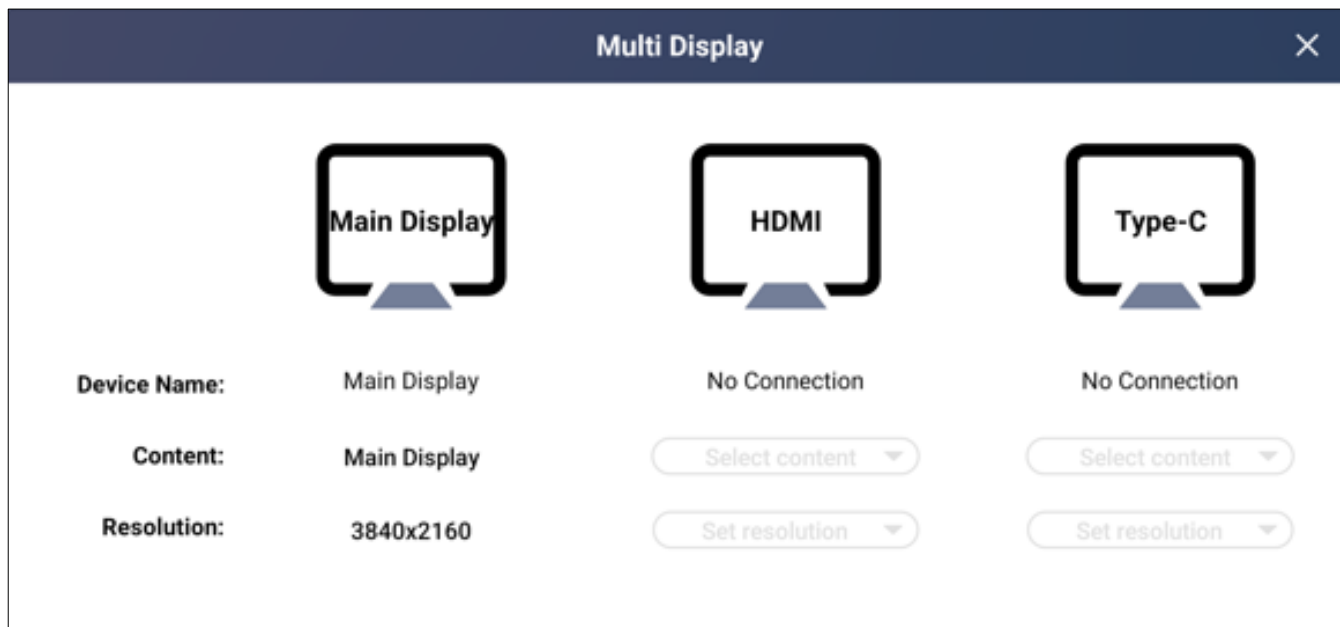 Multi Display
Main Display
HDMI
Type-C
Device Name: Main Display No Connection No Connection
Content: Main Display Select content Select content
Resolution: 3840x2160 Set resolution Set resolution